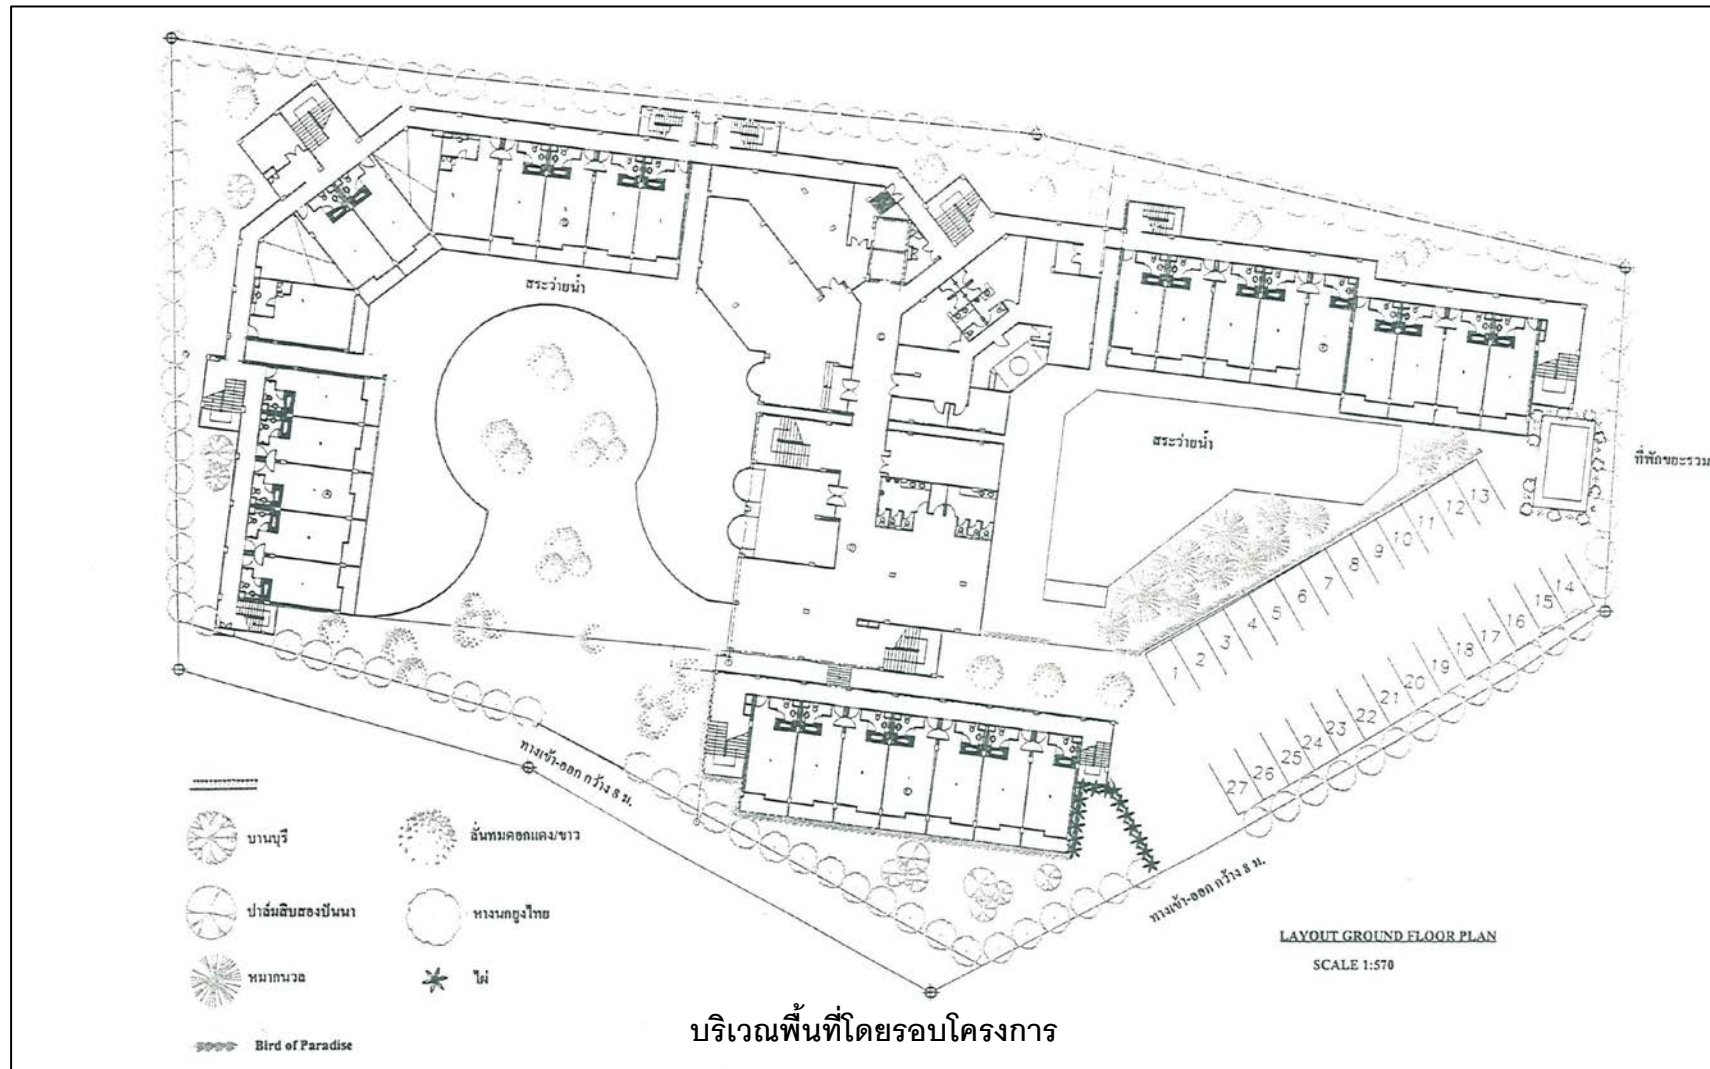 สระว่ายน้ำ
สระว่ายน้ำ
ที่พักขยะรวม
1 2 3 4 5 6 7 8 9 10 11 12 13
14 15 16 17 18 19 20 21 22 23 24 25 26 27
ทางเข้า-ออก กว้าง 8 ม.
ทางเข้า-ออก กว้าง 8 ม.
บานบุรี
ลั่นทมดอกแดง/ขาว
ปาล์มสิบสองปันนา
หางนกยูงไทย
หมากนวล
ไผ่
Bird of Paradise
LAYOUT GROUND FLOOR PLAN
SCALE 1:570
บริเวณพื้นที่โดยรอบโครงการ